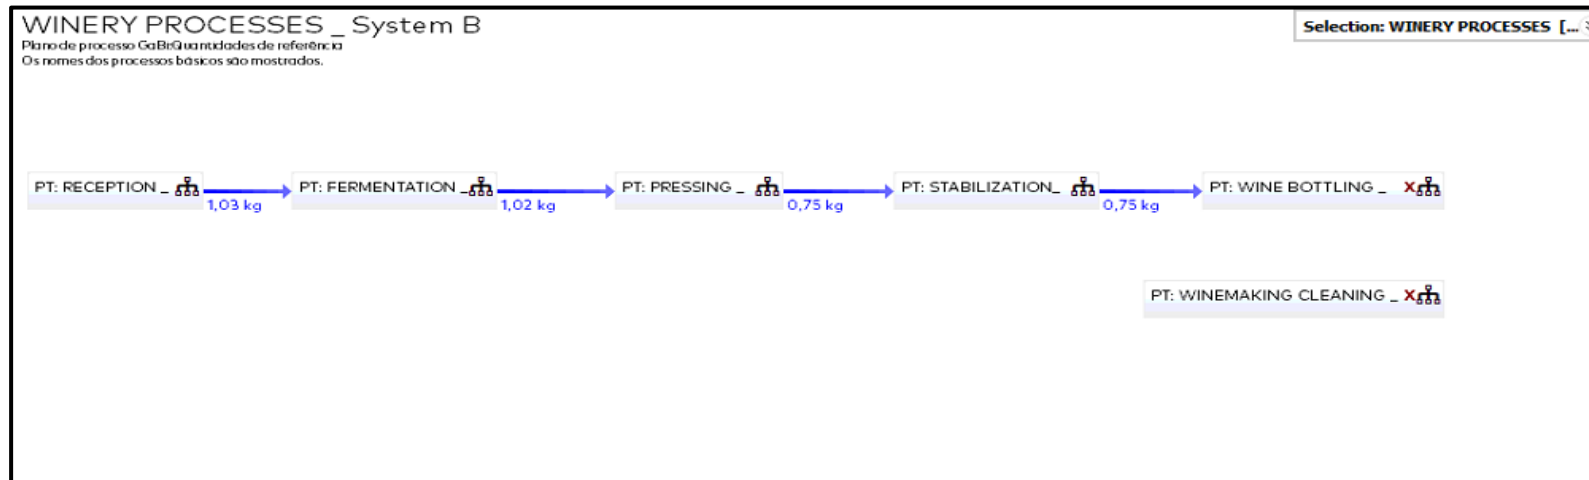 WINERY PROCESSES _ System B
Selection: WINERY PROCESSES [...
Plano de processo GaBi:Quantidades de referência
Os nomes dos processos básicos são mostrados.
PT: RECEPTION _
1,03 kg
PT: FERMENTATION _
1,02 kg
PT: PRESSING _
0,75 kg
PT: STABILIZATION_
0,75 kg
PT: WINE BOTTLING _ X
PT: WINEMAKING CLEANING _ X